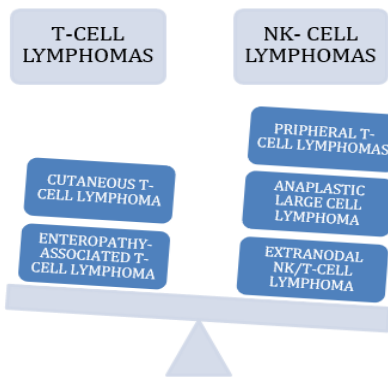 T-CELL
LYMPHOMAS
NK- CELL
LYMPHOMAS
CUTANEOUS T-
CELL LYMPHOMA
ENTEROPATHY-
ASSOCIATED T-
CELL LYMPHOMA
PRIPHERAL T-
CELL LYMPHOMAS
ANAPLASTIC
LARGE CELL
LYMPHOMA
EXTRANODAL
NK/T-CELL
LYMPHOMA